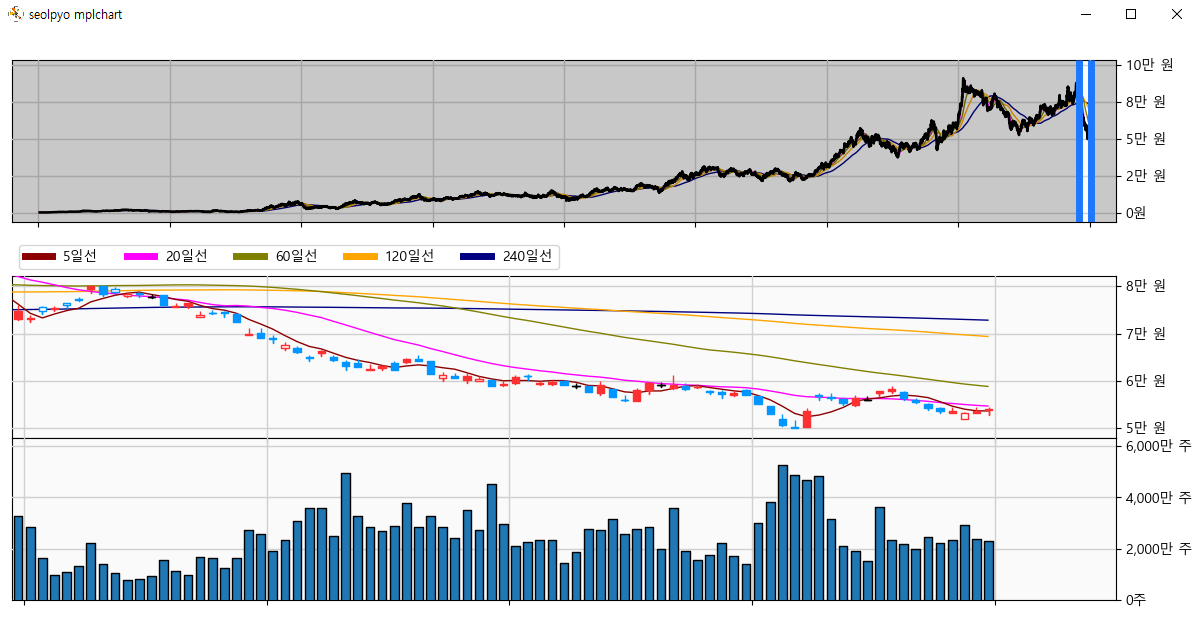 seolpyo mplchart
10만 원
8만 원
5만 원
2만 원
0원
5일선 20일선 60일선 120일선 240일선
8만 원
7만 원
6만 원
5만 원
6,000만 주
4,000만 주
2,000만 주
0주